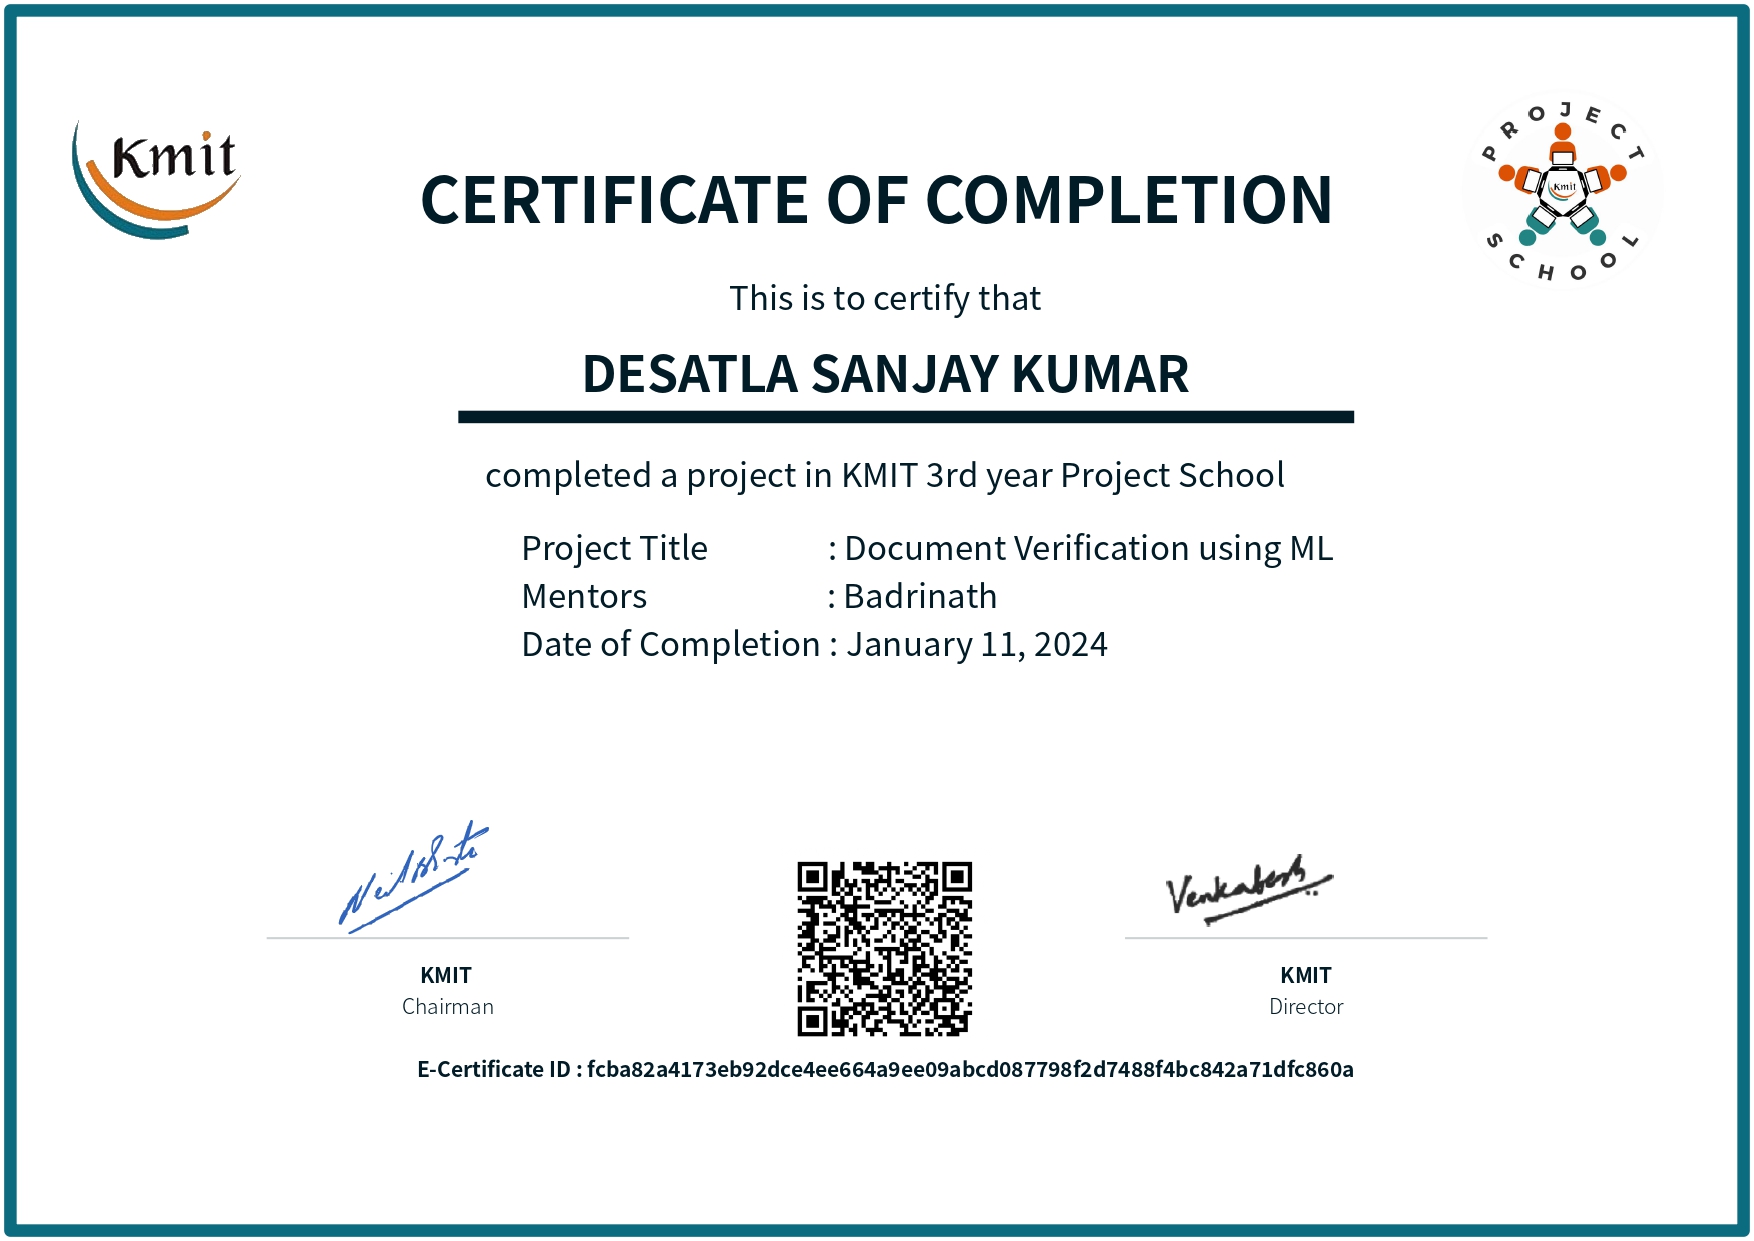 Kmit
PROJECT
Kmit
SCHOOL
CERTIFICATE OF COMPLETION
This is to certify that
DESATLA SANJAY KUMAR
completed a project in KMIT 3rd year Project School
Project Title : Document Verification using ML
Mentors : Badrinath
Date of Completion : January 11, 2024
Venkatesh
KMIT
Chairman
KMIT
Director
E-Certificate ID : fcba82a4173eb92dce4ee664a9ee09abcd087798f2d7488f4bc842a71dfc860a